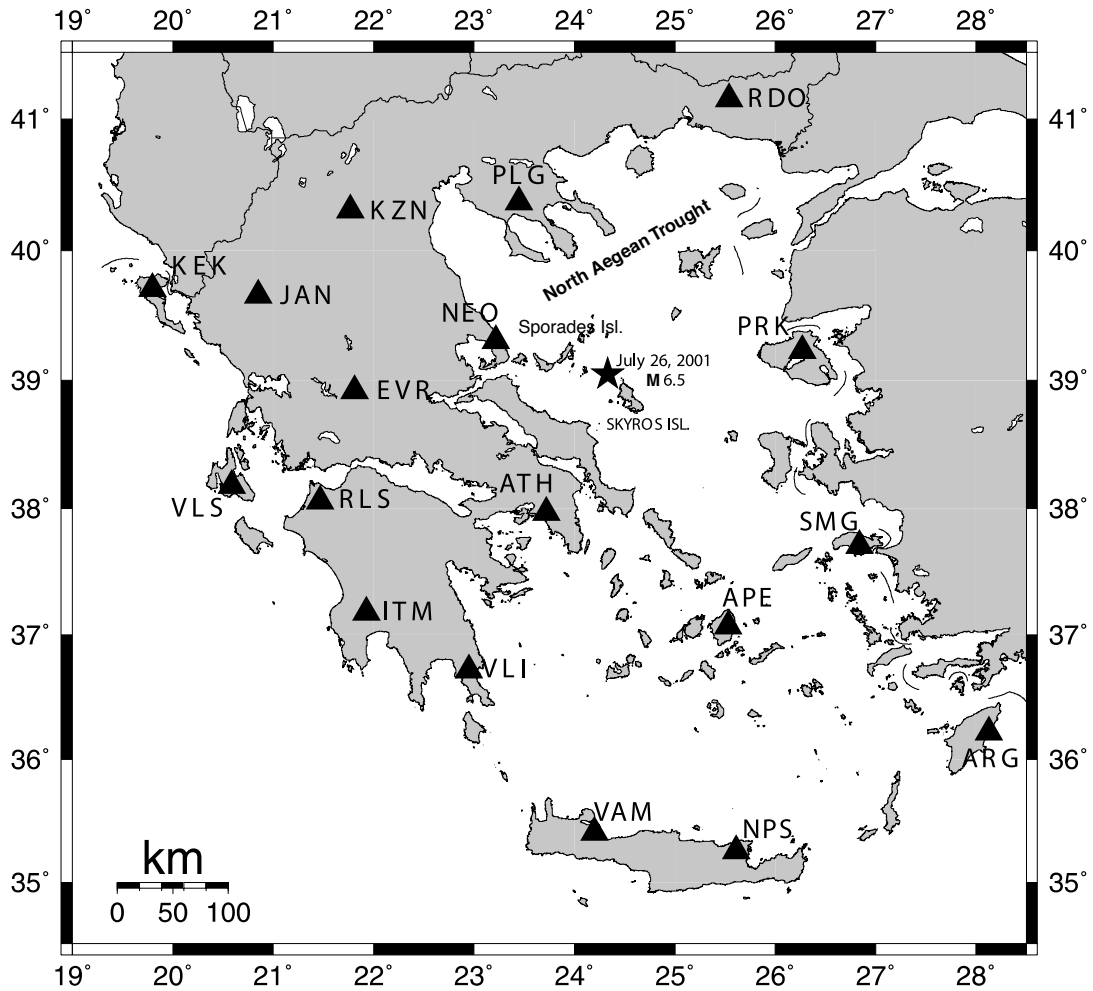 19° 20° 21° 22° 23° 24° 25° 26° 27° 28°
41° RDO 41°
PLG
KZN
North Aegean Trought
40° 40°
KEK
JAN
NEO
Sporades Isl.
PRK
July 26, 2001
M 6.5
39° 39°
EVR
SKYROS ISL.
ATH
VLS
RLS
38° 38°
SMG
APE
ITM
37° 37°
VLI
36° 36°
ARG
VAM
NPS
km
35° 35°
0 50 100
19° 20° 21° 22° 23° 24° 25° 26° 27° 28°